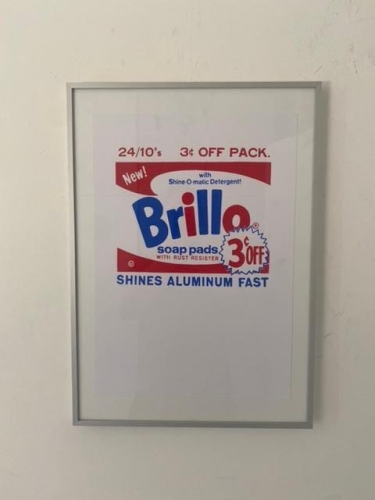 24/10's 3¢ OFF PACK.
New!
with
Shine-O-matic Detergent!
Brillo®
soap pads
WITH RUST RESISTER
3¢ OFF
SHINES ALUMINUM FAST